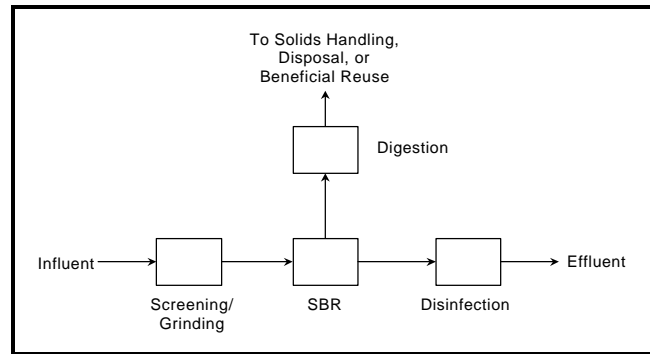 To Solids Handling,
Disposal, or
Beneficial Reuse
Digestion
Influent
Effluent
Screening/
Grinding
SBR
Disinfection